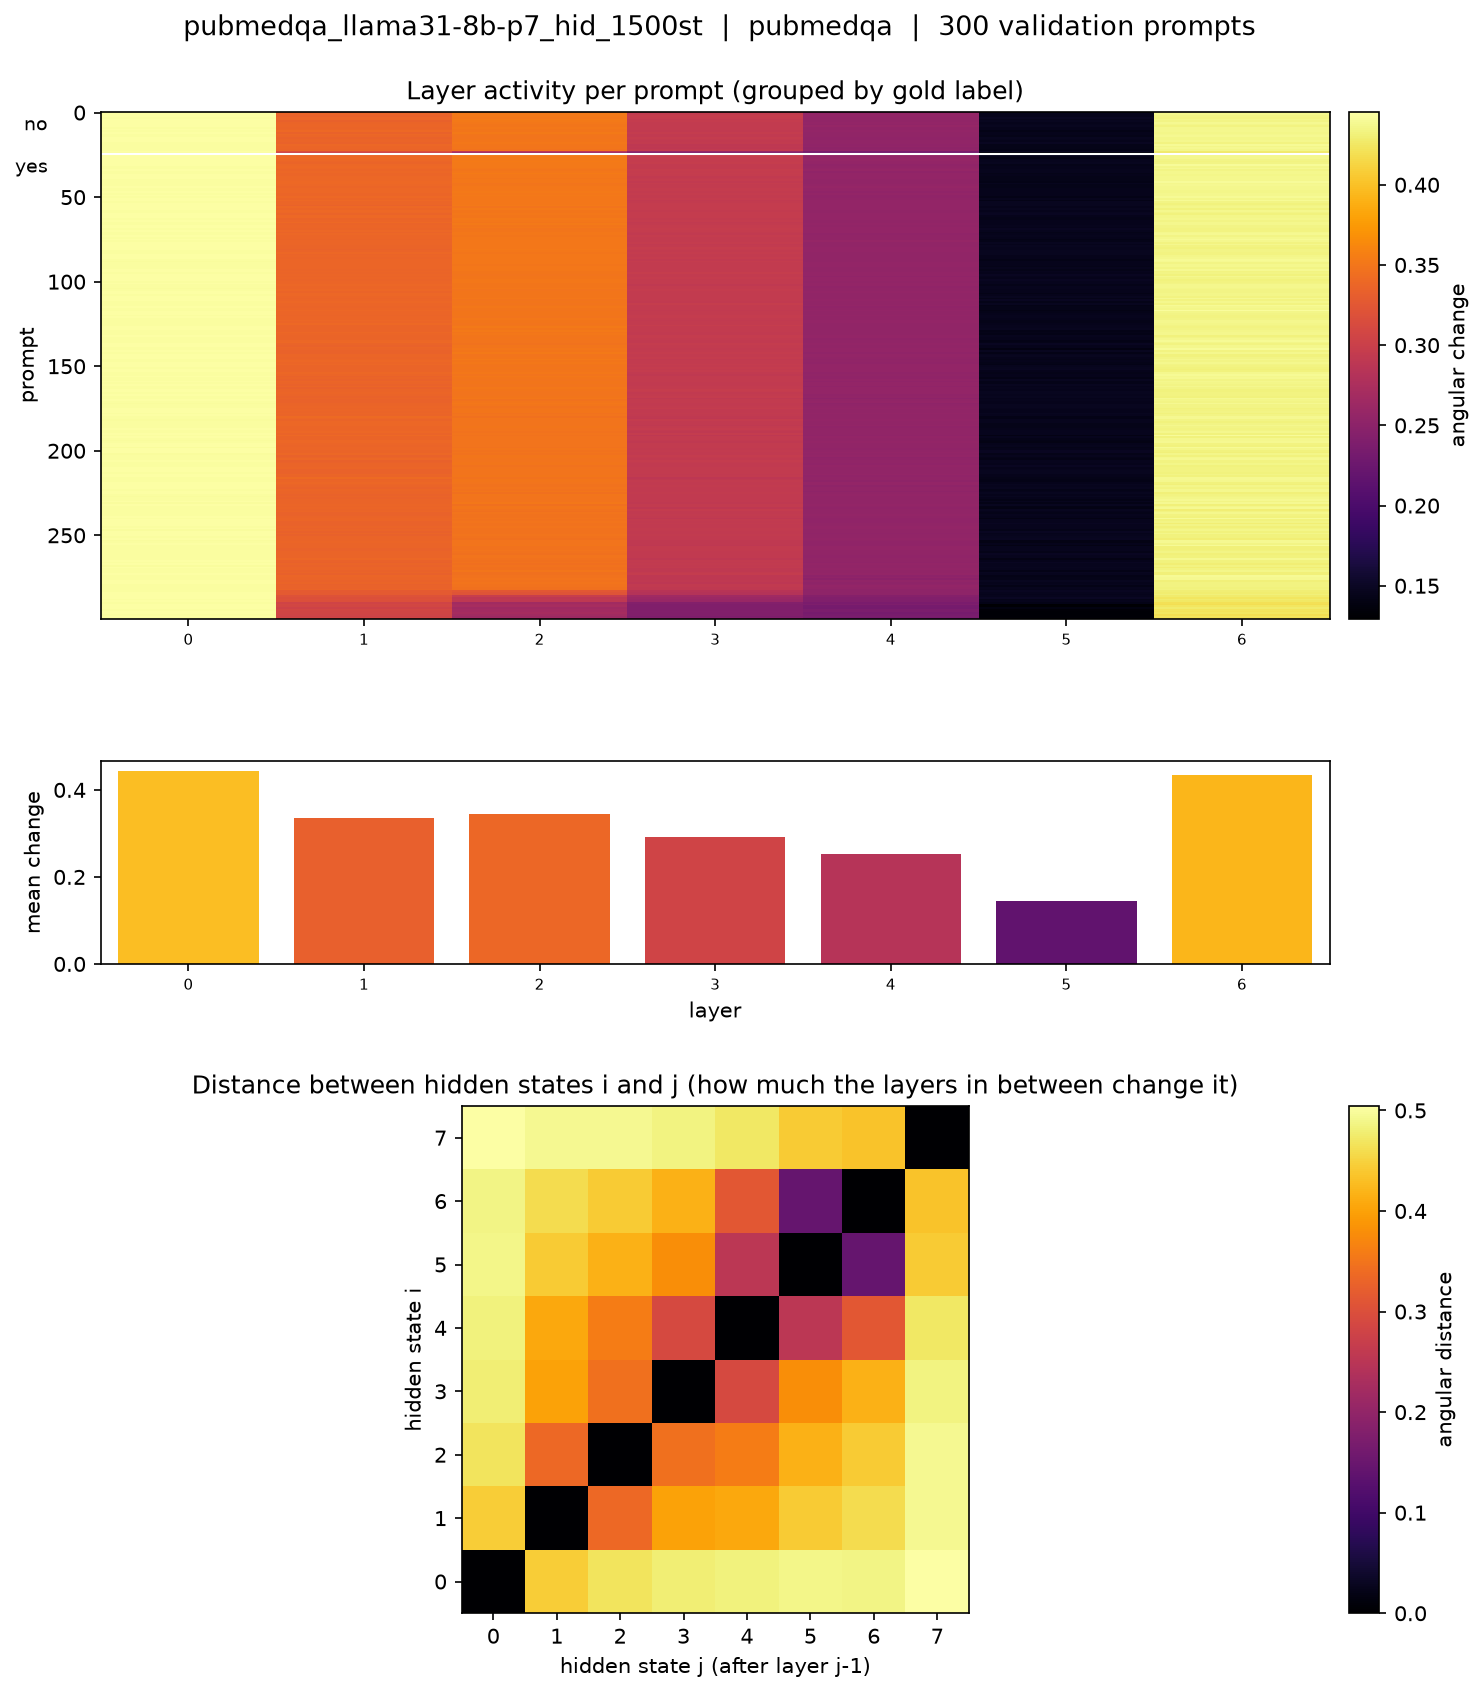 pubmedqa_llama31-8b-p7_hid_1500st | pubmedqa | 300 validation prompts
Layer activity per prompt (grouped by gold label)
no
yes
0
50
100
150
200
250
prompt
0 1 2 3 4 5 6
0.40
0.35
0.30
0.25
0.20
0.15
angular change
0.4
0.2
0.0
mean change
0 1 2 3 4 5 6
layer
Distance between hidden states i and j (how much the layers in between change it)
7
6
5
4
3
2
1
0
hidden state i
0 1 2 3 4 5 6 7
hidden state j (after layer j-1)
0.5
0.4
0.3
0.2
0.1
0.0
angular distance